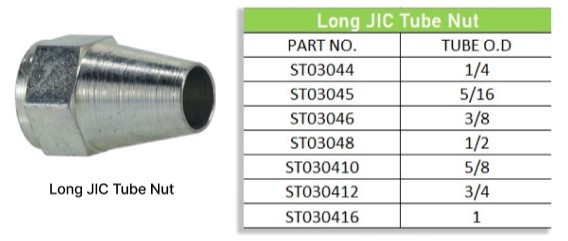 Long JIC Tube Nut
Long JIC Tube Nut
PART NO. TUBE O.D
ST03044 1/4
ST03045 5/16
ST03046 3/8
ST03048 1/2
ST030410 5/8
ST030412 3/4
ST030416 1